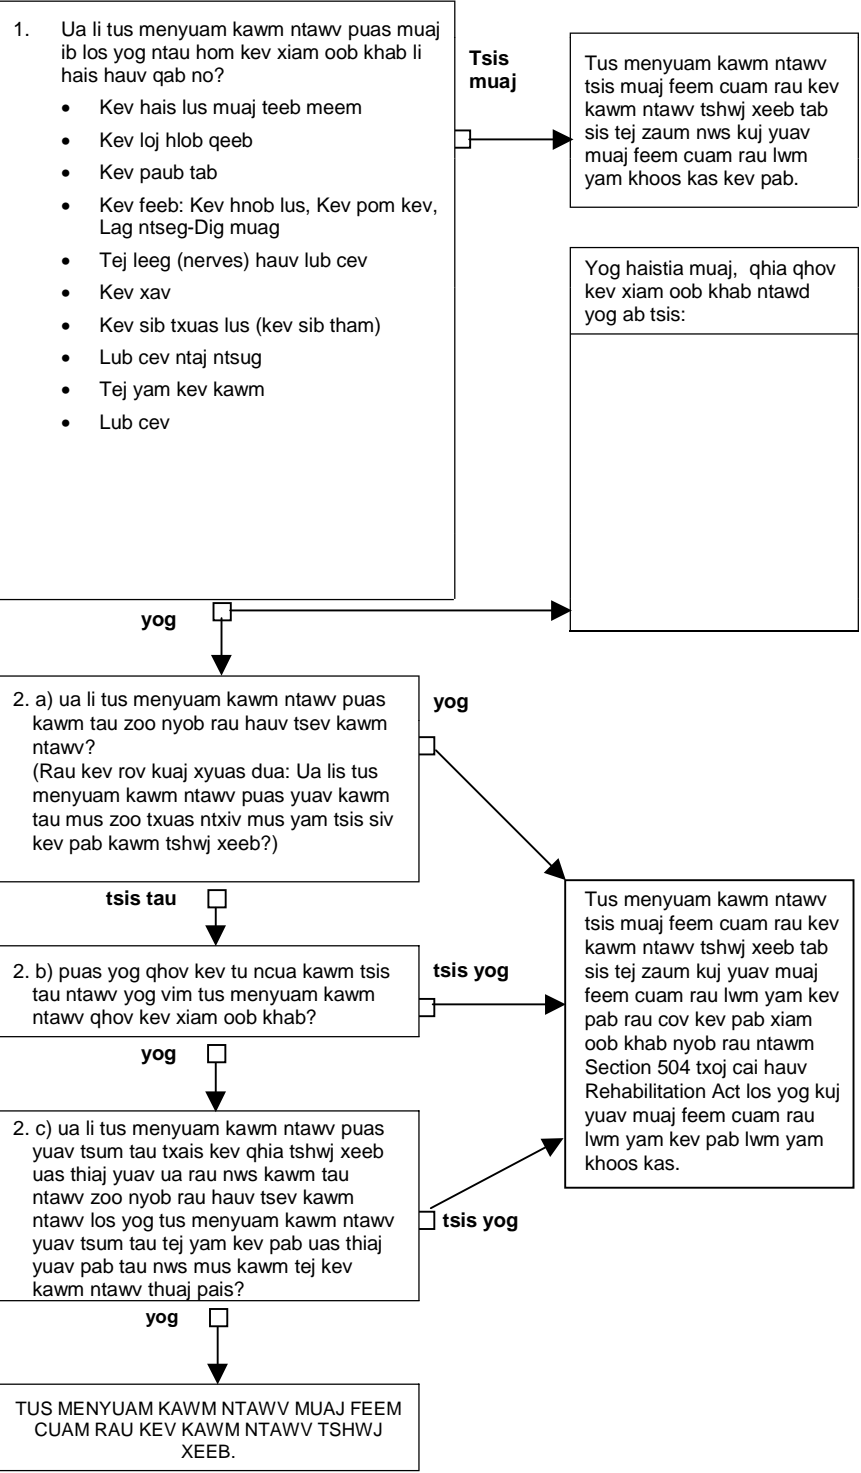 1. Ua li tus menyuam kawm ntawv puas muaj
ib los yog ntau hom kev xiam oob khab li
hais hauv qab no?
• Kev hais lus muaj teeb meem
• Kev loj hlob qeeb
• Kev paub tab
• Kev feeb: Kev hnob lus, Kev pom kev,
Lag ntseg-Dig muag
• Tej leeg (nerves) hauv lub cev
• Kev xav
• Kev sib txuas lus (kev sib tham)
• Lub cev ntaj ntsug
• Tej yam kev kawm
• Lub cev
Tsis
muaj
Tus menyuam kawm ntawv
tsis muaj feem cuam rau kev
kawm ntawv tshwj xeeb tab
sis tej zaum nws kuj yuav
muaj feem cuam rau lwm
yam khoos kas kev pab.
Yog haistia muaj, qhia qhov
kev xiam oob khab ntawd
yog ab tsis:
yog
2. a) ua li tus menyuam kawm ntawv puas
kawm tau zoo nyob rau hauv tsev kawm
ntawv?
(Rau kev rov kuaj xyuas dua: Ua lis tus
menyuam kawm ntawv puas yuav kawm
tau mus zoo txuas ntxiv mus yam tsis siv
kev pab kawm tshwj xeeb?)
yog
tsis tau
2. b) puas yog qhov kev tu ncua kawm tsis
tau ntawv yog vim tus menyuam kawm
ntawv qhov kev xiam oob khab?
tsis yog
Tus menyuam kawm ntawv
tsis muaj feem cuam rau kev
kawm ntawv tshwj xeeb tab
sis tej zaum kuj yuav muaj
feem cuam rau lwm yam kev
pab rau cov kev pab xiam
oob khab nyob rau ntawm
Section 504 txoj cai hauv
Rehabilitation Act los yog kuj
yuav muaj feem cuam rau
lwm yam kev pab lwm yam
khoos kas.
yog
2. c) ua li tus menyuam kawm ntawv puas
yuav tsum tau txais kev qhia tshwj xeeb
uas thiaj yuav ua rau nws kawm tau
ntawv zoo nyob rau hauv tsev kawm
ntawv los yog tus menyuam kawm ntawv
yuav tsum tau tej yam kev pab uas thiaj
yuav pab tau nws mus kawm tej kev
kawm ntawv thuaj pais?
tsis yog
yog
TUS MENYUAM KAWM NTAWV MUAJ FEEM
CUAM RAU KEV KAWM NTAWV TSHWJ
XEEB.